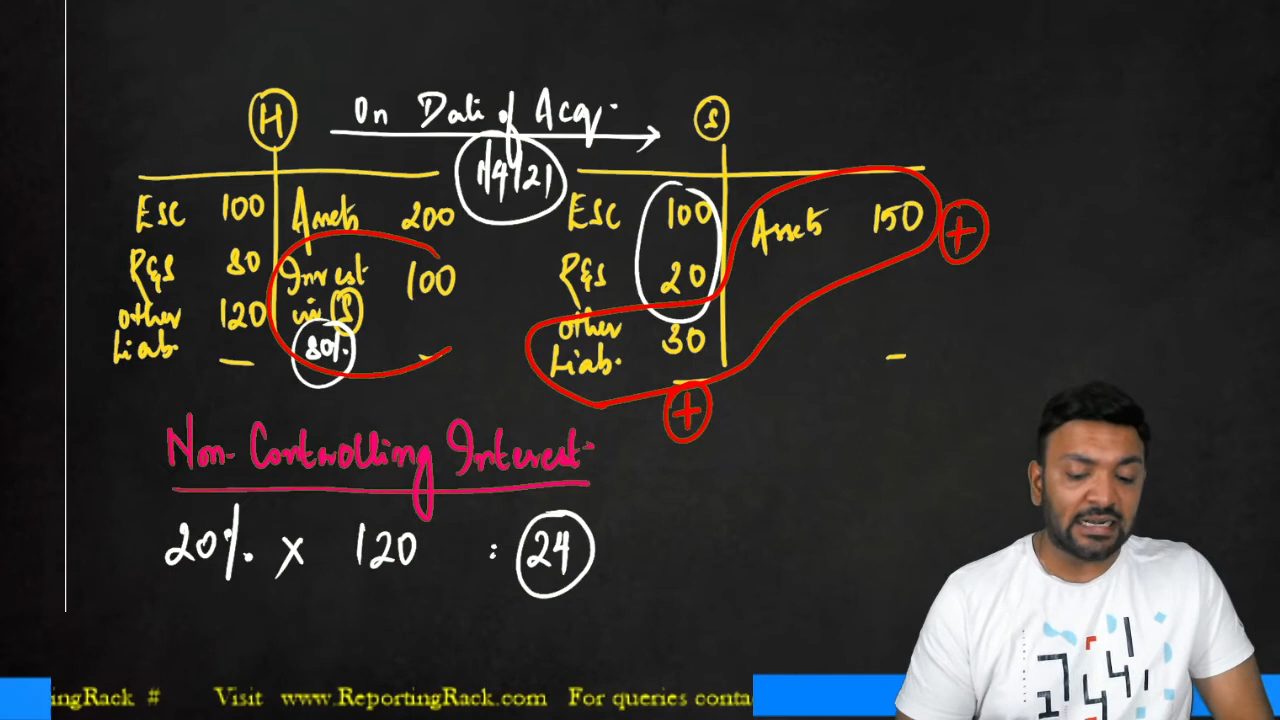 H On Date of Acq. S
1/4/21
ESC 100 Assets 200 ESC 100 Assets 150 +
R&S 80 Invest in S 100 R&S 20
80%
other Liab. 120 other Liab. 30
+
Non-Controlling Interest
20% x 120 : 24
ingRack # Visit www.ReportingRack.com For queries conta